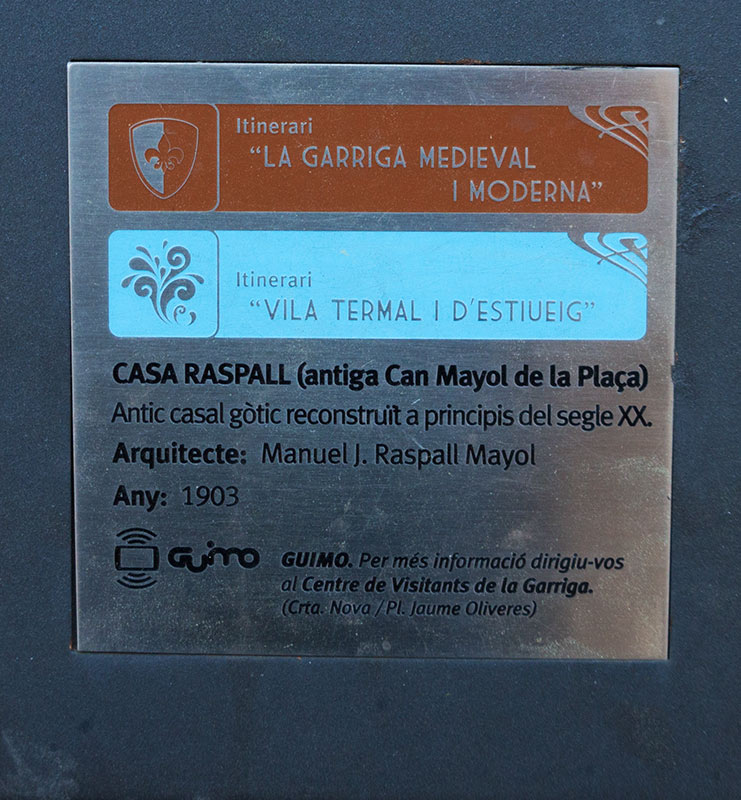 Itinerari
“LA GARRIGA MEDIEVAL
I MODERNA”
Itinerari
“VILA TERMAL I D'ESTIUEIG”
CASA RASPALL (antiga Can Mayol de la Plaça)
Antic casal gòtic reconstruït a principis del segle XX.
Arquitecte: Manuel J. Raspall Mayol
Any: 1903
GUIMO
GUIMO. Per més informació dirigiu-vos
al Centre de Visitants de la Garriga.
(Crta. Nova / Pl. Jaume Oliveres)